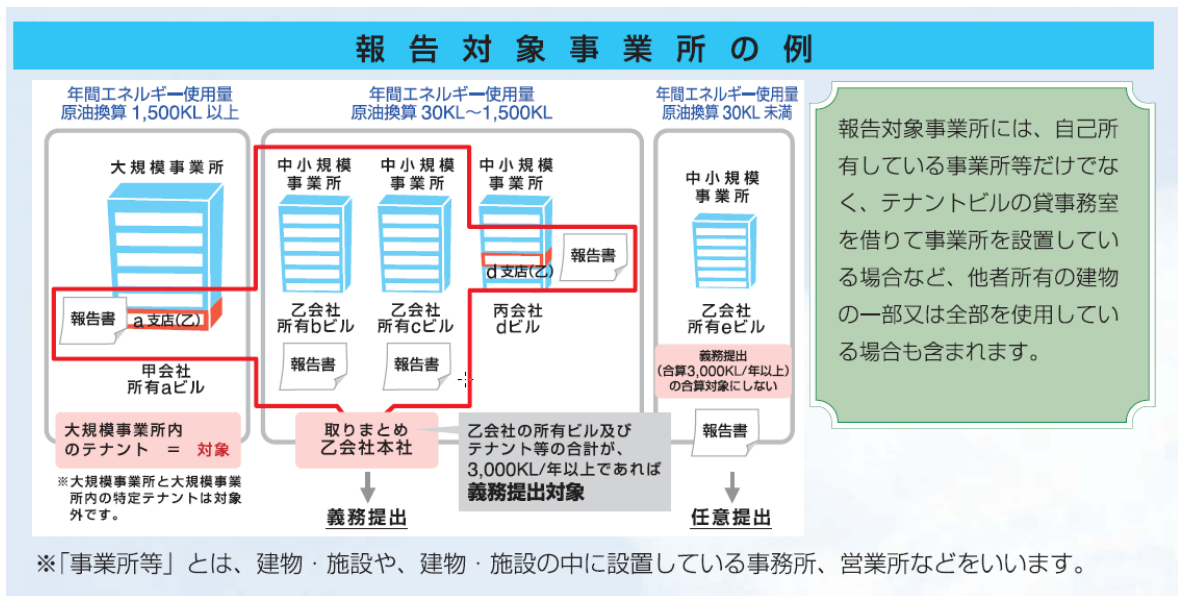 報告対象事業所の例
年間エネルギー使用量
原油換算1,500KL以上
年間エネルギー使用量
原油換算30KL～1,500KL
年間エネルギー使用量
原油換算30KL未満
大規模事業所
中小規模
事業所
中小規模
事業所
中小規模
事業所
中小規模
事業所
報告書
a支店(乙)
d支店(乙)
報告書
甲会社
所有aビル
乙会社
所有bビル
乙会社
所有cビル
丙会社
dビル
乙会社
所有eビル
報告書
報告書
義務提出
(合算3,000KL/年以上)
の合算対象にしない
報告書
大規模事業所内
のテナント ＝ 対象
※大規模事業所と大規模事業
所内の特定テナントは対象
外です。
取りまとめ
乙会社本社
乙会社の所有ビル及び
テナント等の合計が、
3,000KL/年以上であれば
義務提出対象
義務提出
任意提出
報告対象事業所には、自己所
有している事業所等だけでな
く、テナントビルの貸事務室
を借りて事業所を設置してい
る場合など、他者所有の建物
の一部又は全部を使用してい
る場合も含まれます。
※「事業所等」とは、建物・施設や、建物・施設の中に設置している事務所、営業所などをいいます。